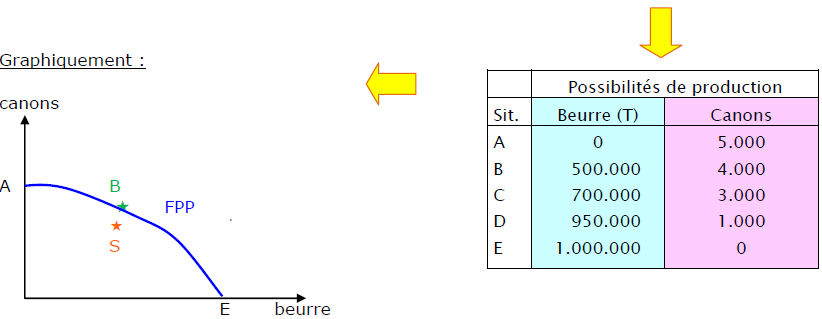 Graphiquement :
canons
A
B
FPP
S
E
beurre
Possibilités de production
Sit. Beurre (T) Canons
A 0 5.000
B 500.000 4.000
C 700.000 3.000
D 950.000 1.000
E 1.000.000 0